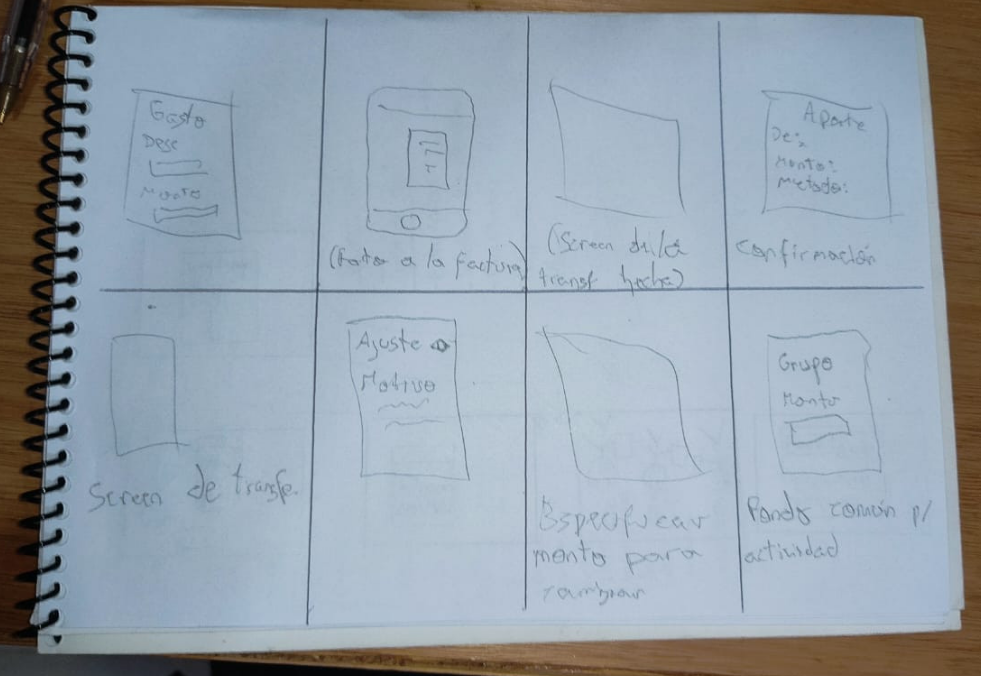 Gasto
Desc
Monto
(Foto a la factura)
(Screen de la
transf hecha)
Aporte
De:
Monto:
Metodo:
Confirmación
Screen de transfe.
Ajuste
Motivo
Especificar
monto para
cambiar
Grupo
Monto
Fondo común p/
actividad